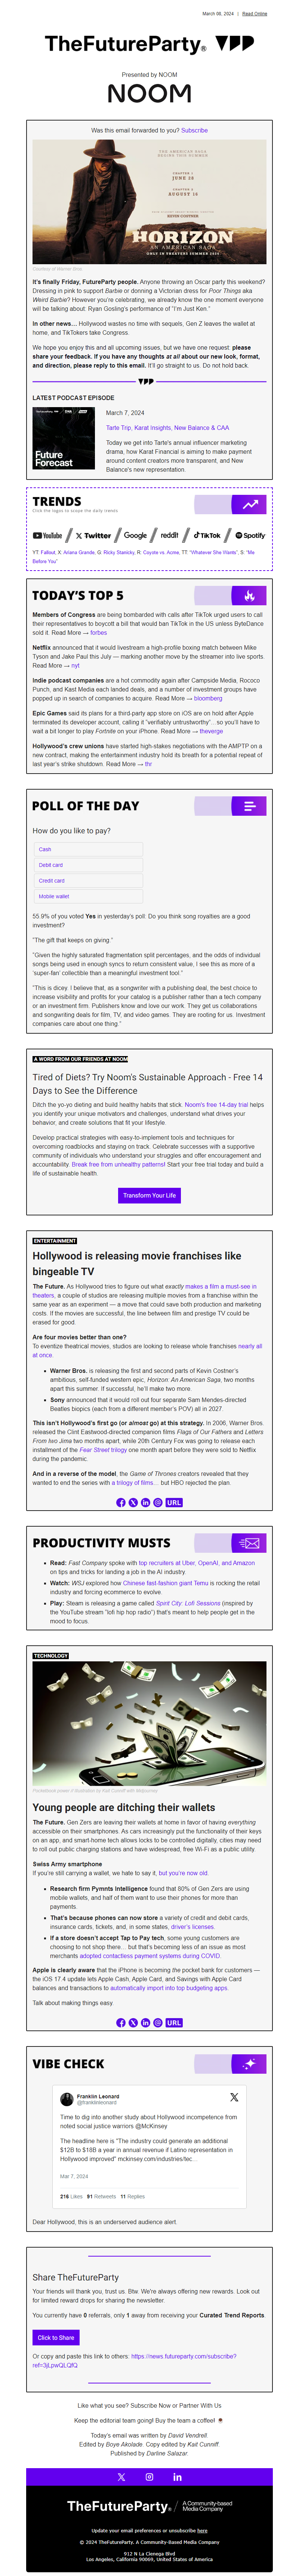 March 08, 2024 | Read Online
TheFutureParty®
Presented by NOOM
NOOM
Was this email forwarded to you? Subscribe
THE AMERICAN SAGA
BEGINS THIS SUMMER
CHAPTER 1
JUNE 28
CHAPTER 2
AUGUST 16
KEVIN COSTNER
HORIZON
AN AMERICAN SAGA
ONLY IN THEATERS SUMMER 2024
Courtesy of Warner Bros.
It's finally Friday, FutureParty people. Anyone throwing an Oscar party this weekend?
Dressing in pink to support Barbie or donning a Victorian dress for Poor Things aka
Weird Barbie? However you're celebrating, we already know the one moment everyone
will be talking about: Ryan Gosling's performance of "I'm Just Ken."
In other news… Hollywood wastes no time with sequels, Gen Z leaves the wallet at
home, and TikTokers take Congress.
We hope you enjoy this and all upcoming issues, but we have one request: please
share your feedback. If you have any thoughts at all about our new look, format,
and direction, please reply to this email. It'll go straight to us. Do not hold back.
LATEST PODCAST EPISODE
Future
Forecast
March 7, 2024
Tarte Trip, Karat Insights, New Balance & CAA
Today we get into Tarte's annual influencer marketing
drama, how Karat Financial is aiming to make paperwork
around content creators more transparent, and New
Balance's new representation.
TRENDS
Click the logos to snipe the daily trends
YouTube / X Twitter / Google / reddit / TikTok / Spotify
YT: Fallout, X: Ariana Grande, G: Ricky Stanicky, R: Coyote vs. Acme, TT: "Whatever She Wants", S: "Me
Before You"
TODAY'S TOP 5
Members of Congress are being bombarded with calls after TikTok urged users to call
their representatives to boycott a bill that would ban TikTok in the US unless ByteDance
sold it. Read More → forbes
Netflix announced that it would livestream a high-profile boxing match between Mike
Tyson and Jake Paul this July — marking another move by the streamer into live sports.
Read More → nyt
Indie podcast companies are a hot commodity again after Campside Media, Rococo
Punch, and Kast Media each landed deals, and a number of investment groups have
popped up in search of companies to acquire. Read More → bloomberg
Epic Games said its plans for a third-party app store on iOS are on hold after Apple
terminated its developer account, calling it "verifiably untrustworthy"... so you'll have to
wait a bit longer to play Fortnite on your iPhone. Read More → theverge
Hollywood's crew unions have started high-stakes negotiations with the AMPTP on a
new contract, making the entertainment industry hold its breath for a potential repeat of
last year's strike shutdown. Read More → thr
POLL OF THE DAY
How do you like to pay?
Cash
Debit card
Credit card
Mobile wallet
55.9% of you voted Yes in yesterday's poll: Do you think song royalties are a good
investment?
"The gift that keeps on giving."
"Given the highly saturated fragmentation split percentages, and the odds of individual
songs being used in enough syncs to return consistent value, I see this as more of a
'super-fan' collectible than a meaningful investment tool."
"This is dicey. I believe that, as a songwriter with a publishing deal, the best choice to
increase visibility and profits for your catalog is a publisher rather than a tech company
or an investment firm. Publishers know and love our work. They get us collaborations
and songwriting dates for film, TV, and video games. They are rooting for us. Investment
companies care about one thing."
A WORD FROM OUR FRIENDS AT NOOM
Tired of Diets? Try Noom's Sustainable Approach - Free 14
Days to See the Difference
Ditch the yo-yo dieting and build healthy habits that stick. Noom's free 14-day trial helps
you identify your unique motivators and challenges, understand what drives your
behavior, and create solutions that fit your lifestyle.
Develop practical strategies with easy-to-implement tools and techniques for
overcoming roadblocks and staying on track. Celebrate successes with a supportive
community of individuals who understand your struggles and offer encouragement and
accountability. Break free from unhealthy patterns! Start your free trial today and build a
life of sustainable health.
Transform Your Life
ENTERTAINMENT
Hollywood is releasing movie franchises like
bingeable TV
The Future. As Hollywood tries to figure out what exactly makes a film a must-see in
theaters, a couple of studios are releasing multiple movies from a franchise within the
same year as an experiment — a move that could save both production and marketing
costs. If the movies are successful, the line between film and prestige TV could be
erased for good.
Are four movies better than one?
To eventize theatrical movies, studios are looking to release whole franchises nearly all
at once.
• Warner Bros. is releasing the first and second parts of Kevin Costner's
ambitious, self-funded western epic, Horizon: An American Saga, two months
apart this summer. If successful, he'll make two more.
• Sony announced that it would roll out four separate Sam Mendes-directed
Beatles biopics (each from a different member's POV) all in 2027.
This isn't Hollywood's first go (or almost go) at this strategy. In 2006, Warner Bros.
released the Clint Eastwood-directed companion films Flags of Our Fathers and Letters
From Iwo Jima two months apart, while 20th Century Fox was going to release each
installment of the Fear Street trilogy one month apart before they were sold to Netflix
during the pandemic.
And in a reverse of the model, the Game of Thrones creators revealed that they
wanted to end the series with a trilogy of films… but HBO rejected the plan.
URL
PRODUCTIVITY MUSTS
• Read: Fast Company spoke with top recruiters at Uber, OpenAI, and Amazon
on tips and tricks for landing a job in the AI industry.
• Watch: WSJ explored how Chinese fast-fashion giant Temu is rocking the retail
industry and forcing ecommerce to evolve.
• Play: Steam is releasing a game called Spirit City: Lofi Sessions (inspired by
the YouTube stream "lofi hip hop radio") that's meant to help people get in the
mood to focus.
TECHNOLOGY
Young people are ditching their wallets
The Future. Gen Zers are leaving their wallets at home in favor of having everything
accessible on their smartphones. As cars increasingly put the functionality of their keys
on an app, and smart-home tech allows locks to be controlled digitally, cities may need
to roll out public charging stations and have widespread, free Wi-Fi as a public utility.
Swiss Army smartphone
If you're still carrying a wallet, we hate to say it, but you're now old.
• Research firm Pymnts Intelligence found that 80% of Gen Zers are using
mobile wallets, and half of them want to use their phones for more than
payments.
• That's because phones can now store a variety of credit and debit cards,
insurance cards, tickets, and, in some states, driver's licenses.
• If a store doesn't accept Tap to Pay tech, some young customers are
choosing to not shop there… but that's becoming less of an issue as most
merchants adopted contactless payment systems during COVID.
Apple is clearly aware that the iPhone is becoming the pocket bank for customers —
the iOS 17.4 update lets Apple Cash, Apple Card, and Savings with Apple Card
balances and transactions to automatically import into top budgeting apps.
Talk about making things easy.
URL
VIBE CHECK
Franklin Leonard
@franklinleonard
Time to dig into another study about Hollywood incompetence from
noted social justice warriors @McKinsey
The headline here is "The industry could generate an additional
$12B to $18B a year in annual revenue if Latino representation in
Hollywood improved" mckinsey.com/industries/tec…
Mar 7, 2024
216 Likes 91 Retweets 11 Replies
Dear Hollywood, this is an underserved audience alert.
Share TheFutureParty
Your friends will thank you, trust us. Btw: We're always offering new rewards. Look out
for limited reward drops for sharing the newsletter.
You currently have 0 referrals, only 1 away from receiving your Curated Trend Reports.
Click to Share
Or copy and paste this link to others: https://news.futureparty.com/subscribe?
ref=3jLpwQLQfQ
Like what you see? Subscribe Now or Partner With Us
Keep the editorial team going! Buy the team a coffee!
Today's email was written by David Vendrell.
Edited by Boye Akolade. Copy edited by Kait Cunniff.
Published by Darline Salazar.
TheFutureParty® / A Community-based
Media Company
Update your email preferences or unsubscribe here
© 2024 TheFutureParty. A Community-Based Media Company
912 N La Cienega Blvd
Los Angeles, California 90069, United States of America